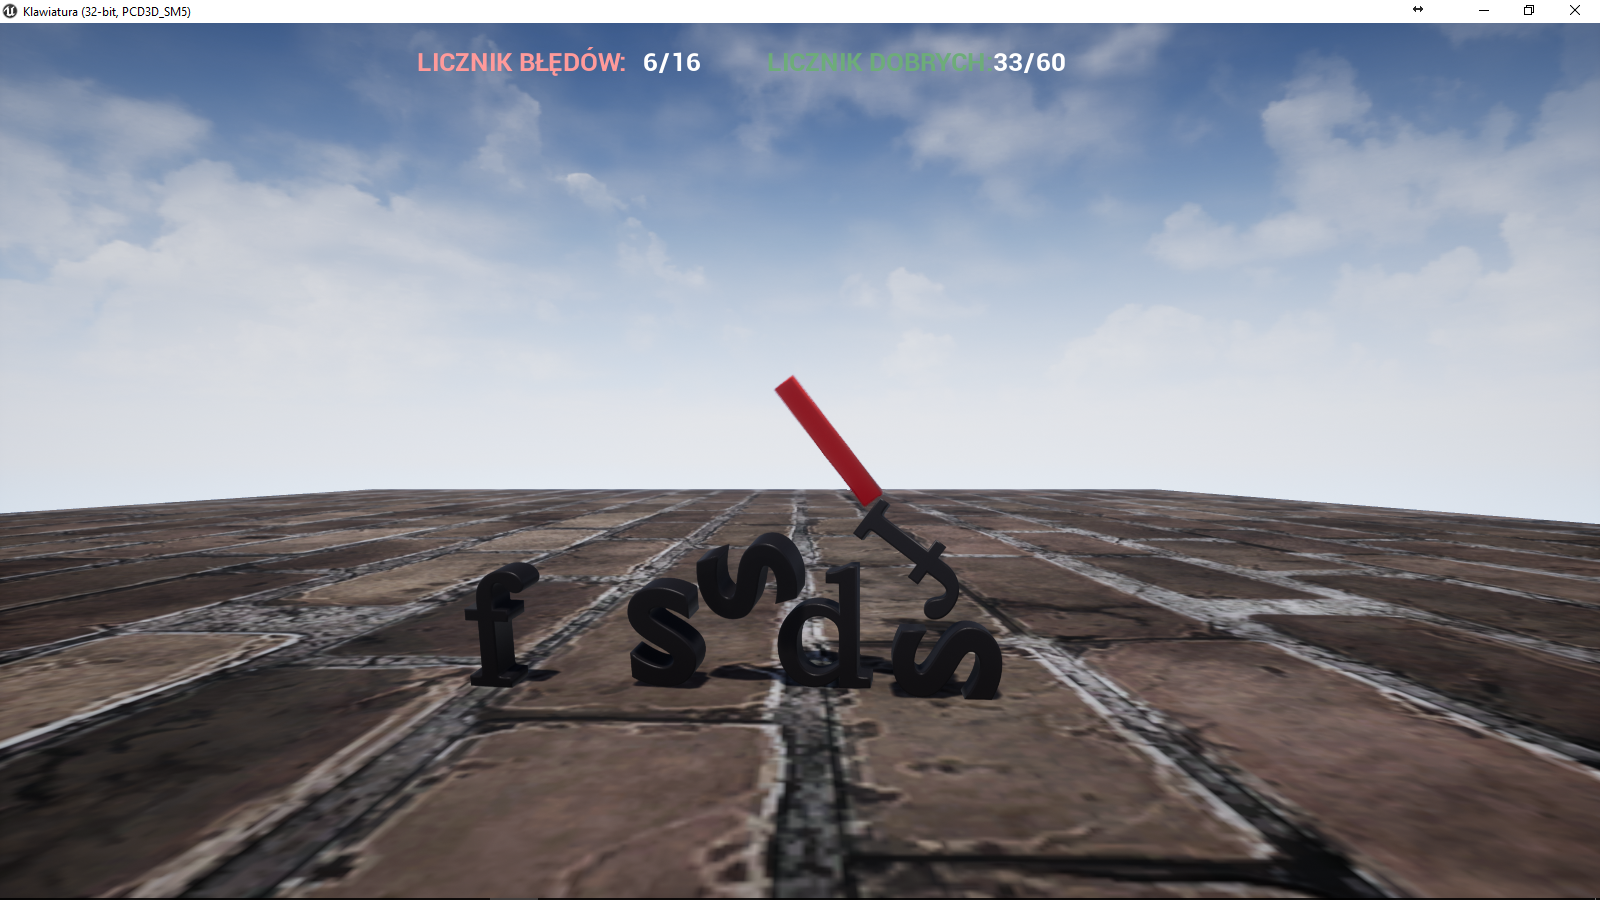 Klawiatura (32-bit, PCD3D_SM5)
LICZNIK BŁĘDÓW: 6/16 LICZNIK DOBRYCH: 33/60
f s s d f s